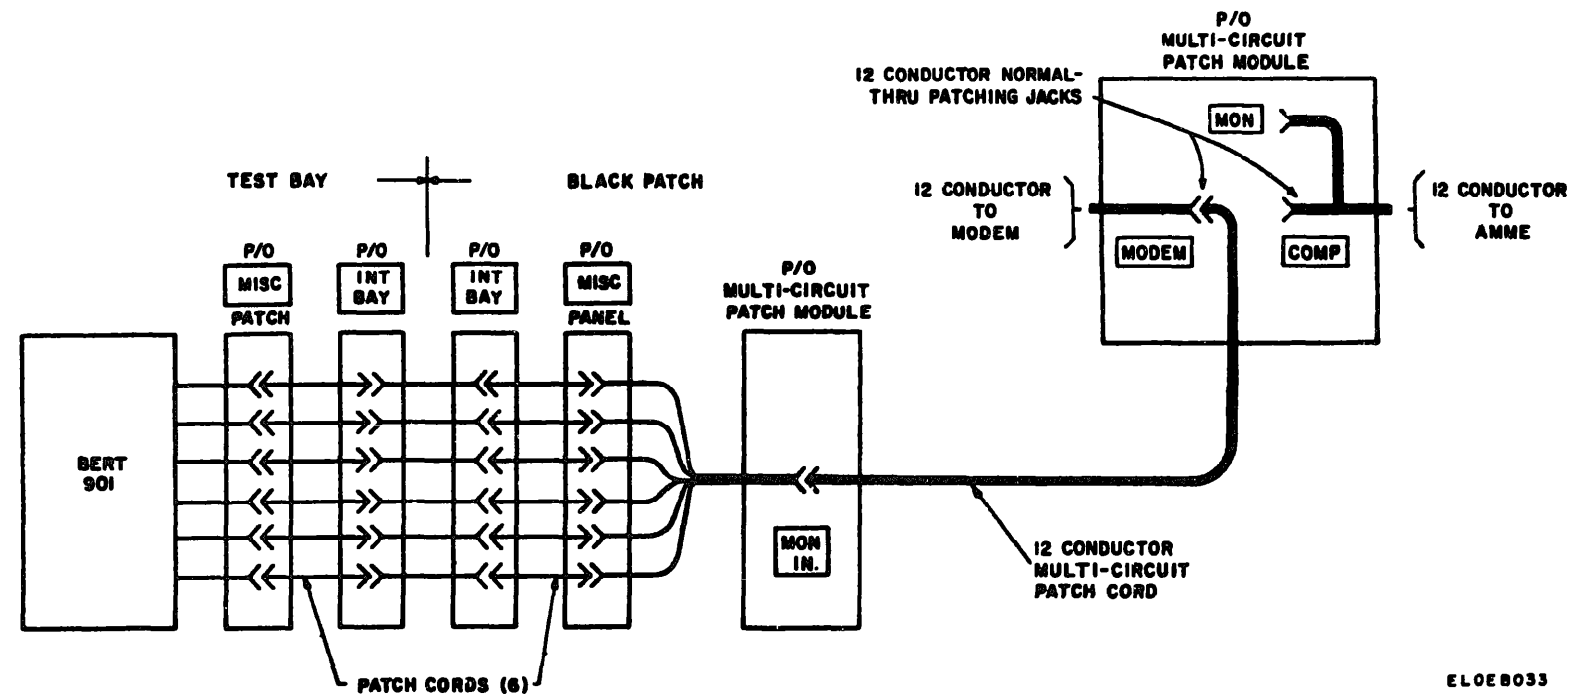 P/O
MULTI-CIRCUIT
PATCH MODULE
12 CONDUCTOR NORMAL-
THRU PATCHING JACKS
MON
TEST BAY
BLACK PATCH
12 CONDUCTOR
TO
MODEM
12 CONDUCTOR
TO
AMME
MODEM
COMP
P/O
MISC
PATCH
P/O
INT
BAY
P/O
INT
BAY
P/O
MISC
PANEL
P/O
MULTI-CIRCUIT
PATCH MODULE
BERT
901
MON
IN.
12 CONDUCTOR
MULTI-CIRCUIT
PATCH CORD
PATCH CORDS (6)
ELOEB033